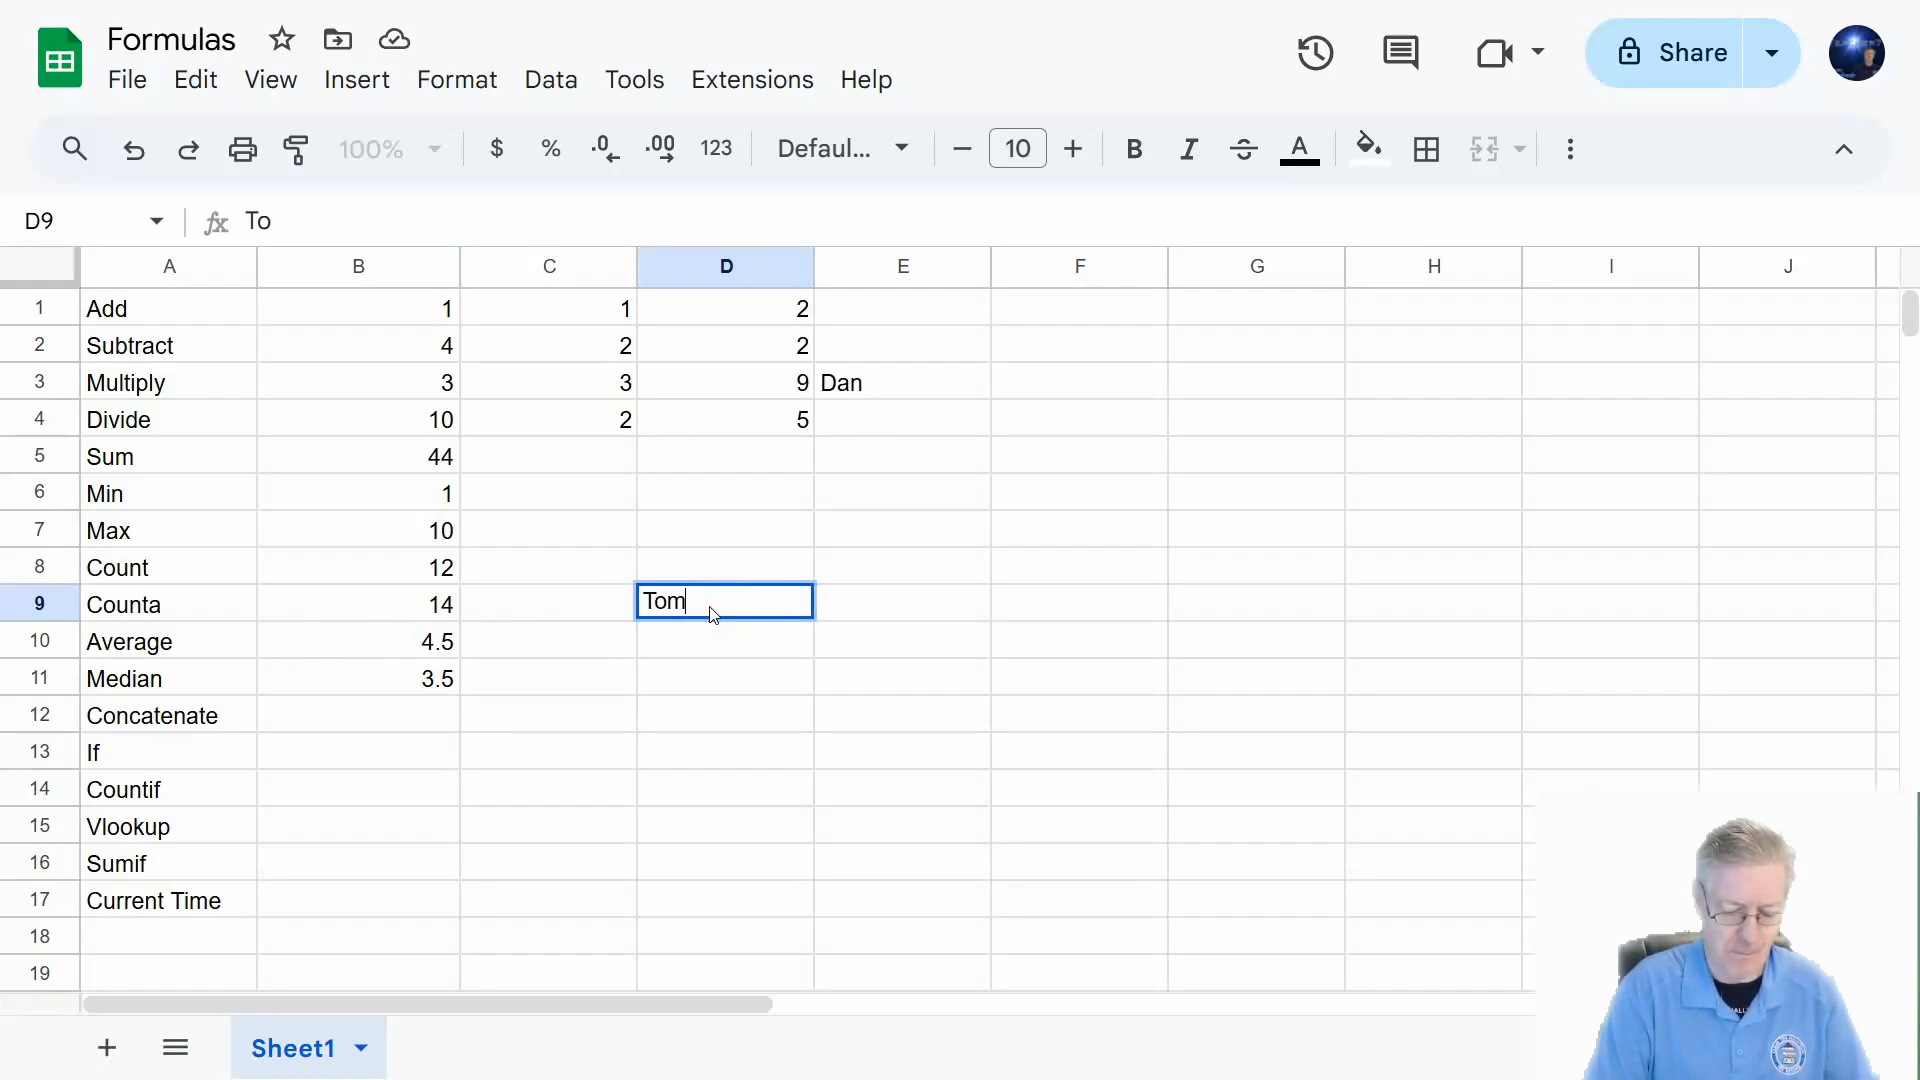 Formulas
File Edit View Insert Format Data Tools Extensions Help
Share
100% $ % .0 .00 123 Defaul... 10 B I A
D9 To
A B C D E F G H I J
1 Add 1 1 2
2 Subtract 4 2 2
3 Multiply 3 3 9 Dan
4 Divide 10 2 5
5 Sum 44
6 Min 1
7 Max 10
8 Count 12
9 Counta 14 Tom
10 Average 4.5
11 Median 3.5
12 Concatenate
13 If
14 Countif
15 Vlookup
16 Sumif
17 Current Time
18
19
Sheet1